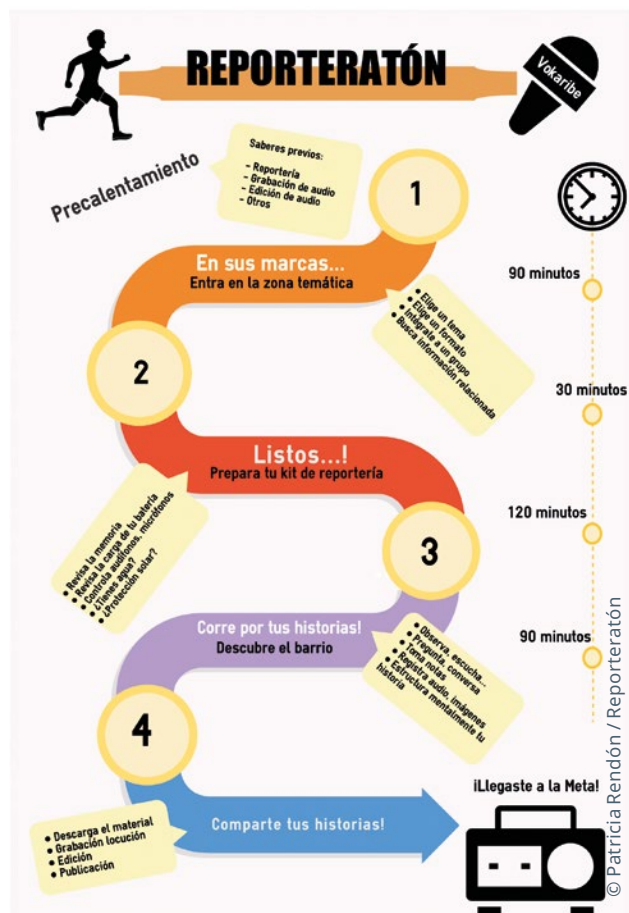 REPORTERATÓN
Vokaribe
Precalentamiento
Saberes previos:
- Reportería
- Grabación de audio
- Edición de audio
- Otros
1
En sus marcas...
Entra en la zona temática
● Elige un tema
● Elige un formato
● Intégrate a un grupo
● Busca información relacionada
90 minutos
2
30 minutos
Listos...!
Prepara tu kit de reportería
● Revisa la memoria
● Revisa la carga de tu batería
● Controla audífonos, micrófonos
● ¿Tienes agua?
● ¿Protección solar?
120 minutos
3
Corre por tus historias!
Descubre el barrio
● Observa, escucha...
● Pregunta, conversa
● Toma notas
● Registra audio, imágenes
● Estructura mentalmente tu
historia
90 minutos
4
Comparte tus historias!
● Descarga el material
● Grabación locución
● Edición
● Publicación
¡Llegaste a la Meta!
© Patricia Rendón / Reporteratón